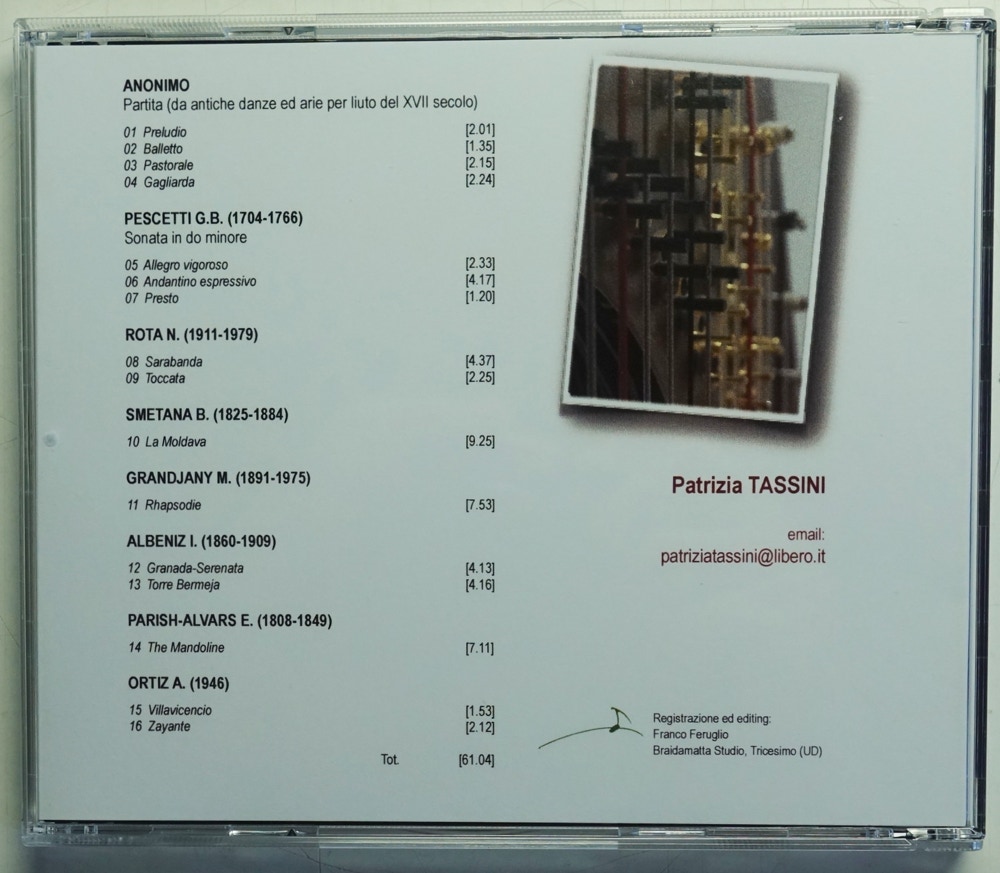 ANONIMO
Partita (da antiche danze ed arie per liuto del XVII secolo)
01 Preludio [2.01]
02 Balletto [1.35]
03 Pastorale [2.15]
04 Gagliarda [2.24]
PESCETTI G.B. (1704-1766)
Sonata in do minore
05 Allegro vigoroso [2.33]
06 Andantino espressivo [4.17]
07 Presto [1.20]
ROTA N. (1911-1979)
08 Sarabanda [4.37]
09 Toccata [2.25]
SMETANA B. (1825-1884)
10 La Moldava [9.25]
GRANDJANY M. (1891-1975)
11 Rhapsodie [7.53]
ALBENIZ I. (1860-1909)
12 Granada-Serenata [4.13]
13 Torre Bermeja [4.16]
PARISH-ALVARS E. (1808-1849)
14 The Mandoline [7.11]
ORTIZ A. (1946)
15 Villavicencio [1.53]
16 Zayante [2.12]
Tot. [61.04]
Patrizia TASSINI
email:
patriziatassini@libero.it
Registrazione ed editing:
Franco Feruglio
Braidamatta Studio, Tricesimo (UD)